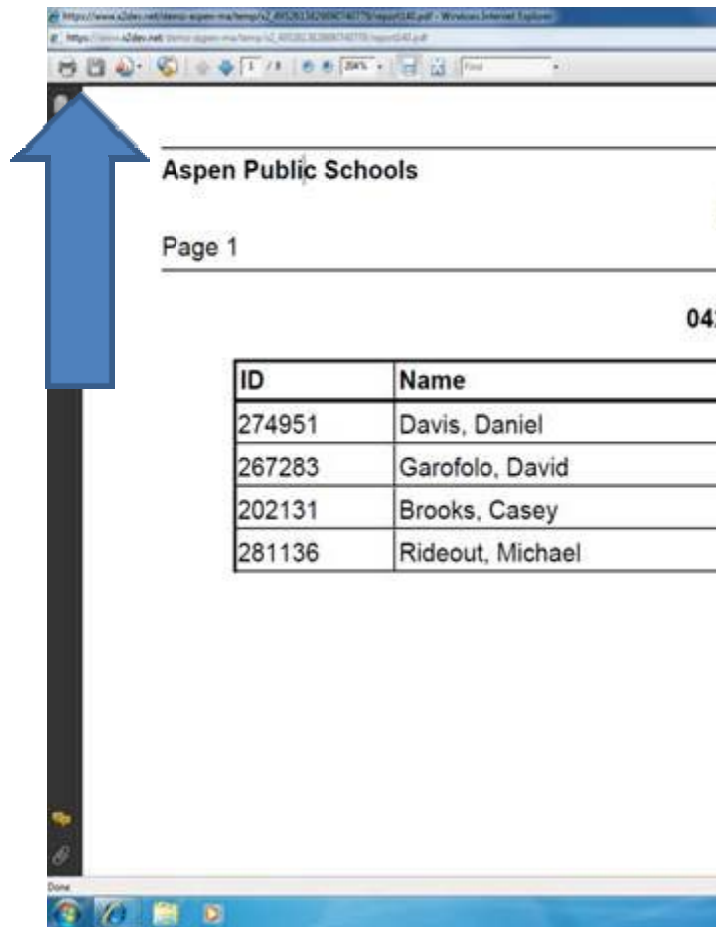 Aspen Public Schools
Page 1
04
ID Name
274951 Davis, Daniel
267283 Garofolo, David
202131 Brooks, Casey
281136 Rideout, Michael
Done